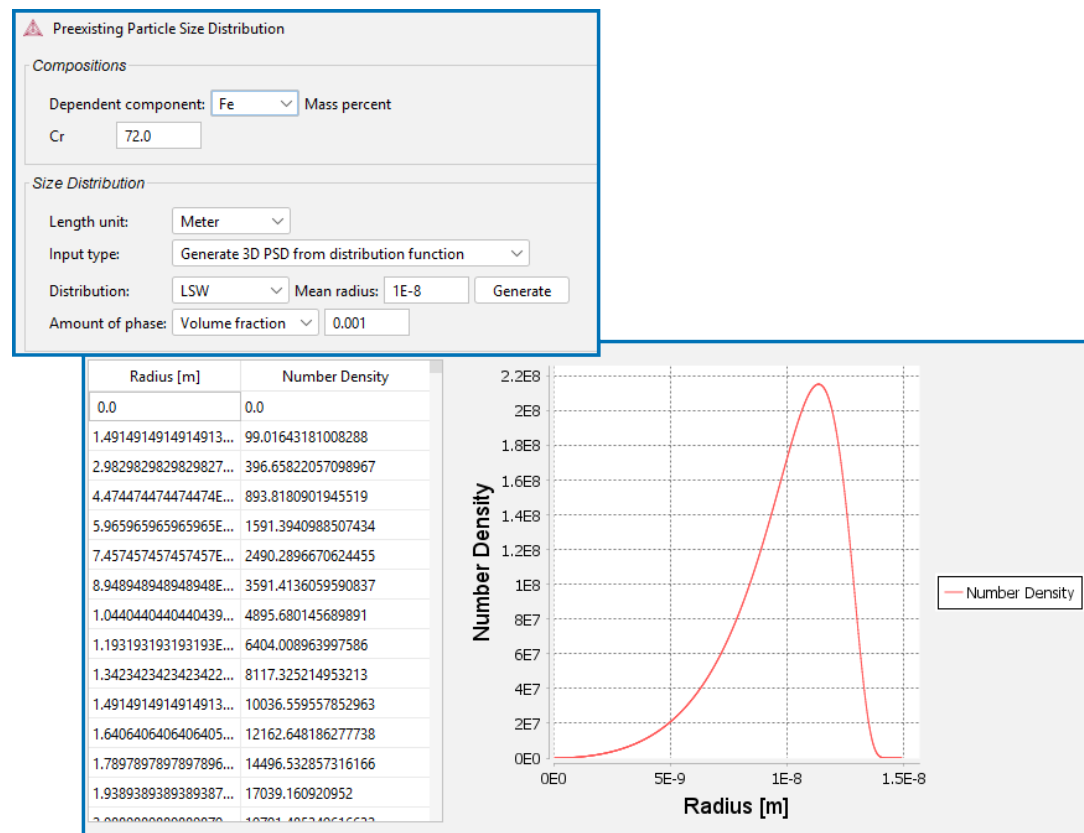 Preexisting Particle Size Distribution
Compositions
Dependent component: Fe Mass percent
Cr 72.0
Size Distribution
Length unit: Meter
Input type: Generate 3D PSD from distribution function
Distribution: LSW Mean radius: 1E-8 Generate
Amount of phase: Volume fraction 0.001
Radius [m] Number Density
0.0 0.0
1.4914914914914913... 99.01643181008288
2.9829829829829827... 396.65822057098967
4.474474474474474E... 893.8180901945519
5.965965965965965E... 1591.3940988507434
7.457457457457457E... 2490.2896670624455
8.948948948948948E... 3591.4136059590837
1.0440440440440439... 4895.680145689891
1.193193193193193E... 6404.008963997586
1.3423423423423422... 8117.325214953213
1.4914914914914913... 10036.559557852963
1.6406406406406405... 12162.648186277738
1.7897897897897896... 14496.532857316166
1.9389389389389387... 17039.160920952
2.2E8
2E8
1.8E8
1.6E8
1.4E8
1.2E8
1E8
8E7
6E7
4E7
2E7
0E0
Number Density
0E0 5E-9 1E-8 1.5E-8
Radius [m]
Number Density